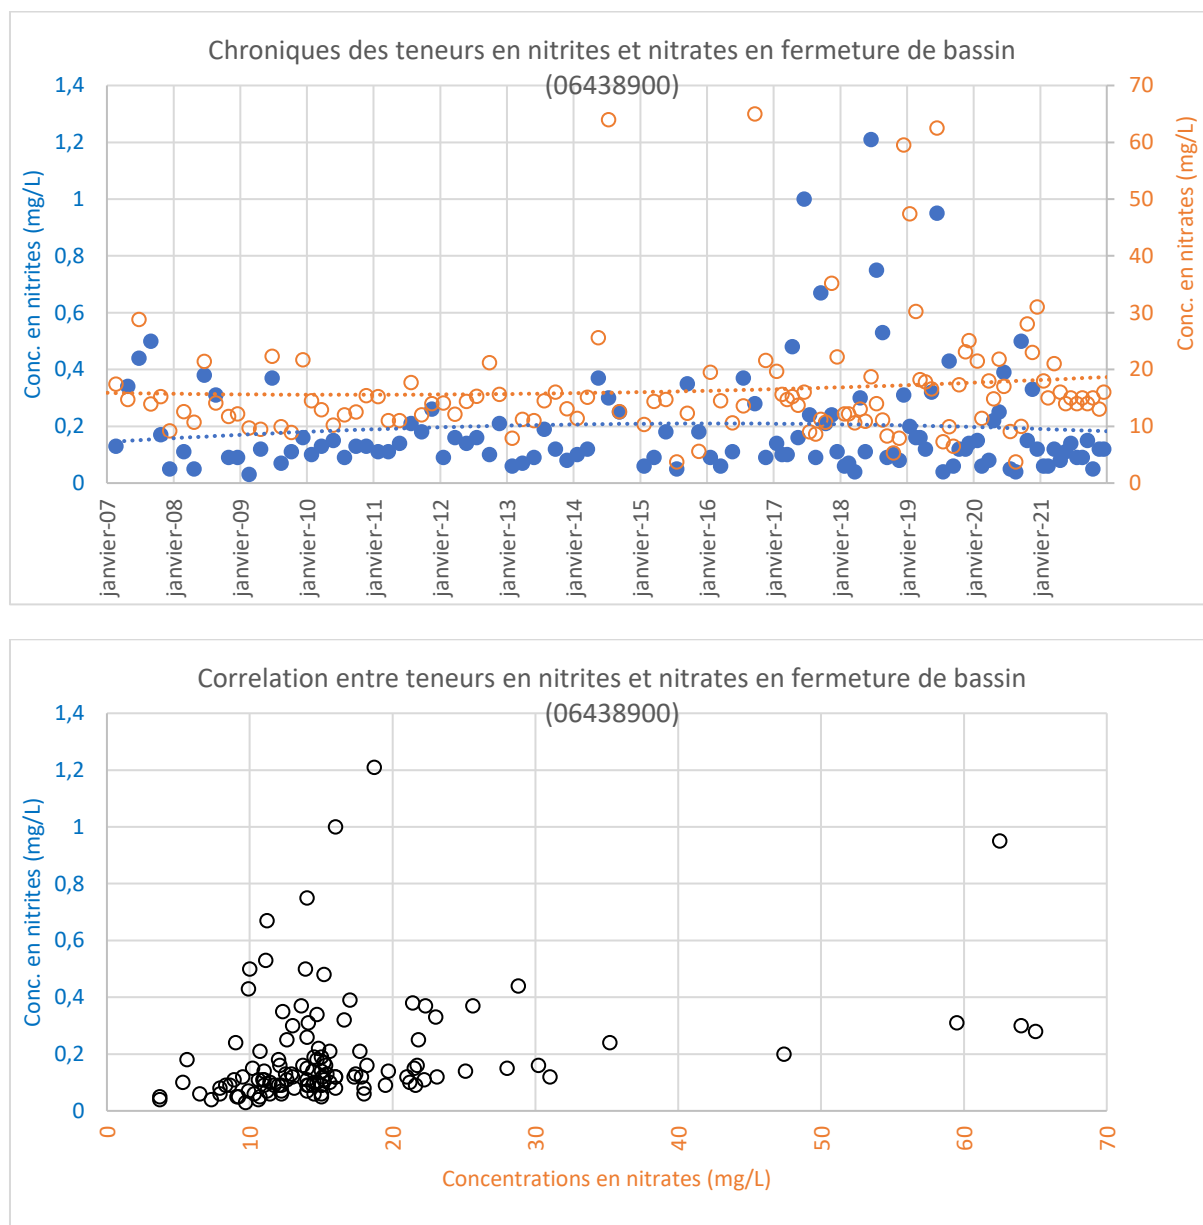 Chroniques des teneurs en nitrites et nitrates en fermeture de bassin
(06438900)
1,4
1,2
1
0,8
0,6
0,4
0,2
0
Conc. en nitrites (mg/L)
70
60
50
40
30
20
10
0
Conc. en nitrates (mg/L)
janvier-07
janvier-08
janvier-09
janvier-10
janvier-11
janvier-12
janvier-13
janvier-14
janvier-15
janvier-16
janvier-17
janvier-18
janvier-19
janvier-20
janvier-21
Correlation entre teneurs en nitrites et nitrates en fermeture de bassin
(06438900)
1,4
1,2
1
0,8
0,6
0,4
0,2
0
Conc. en nitrites (mg/L)
0
10
20
30
40
50
60
70
Concentrations en nitrates (mg/L)